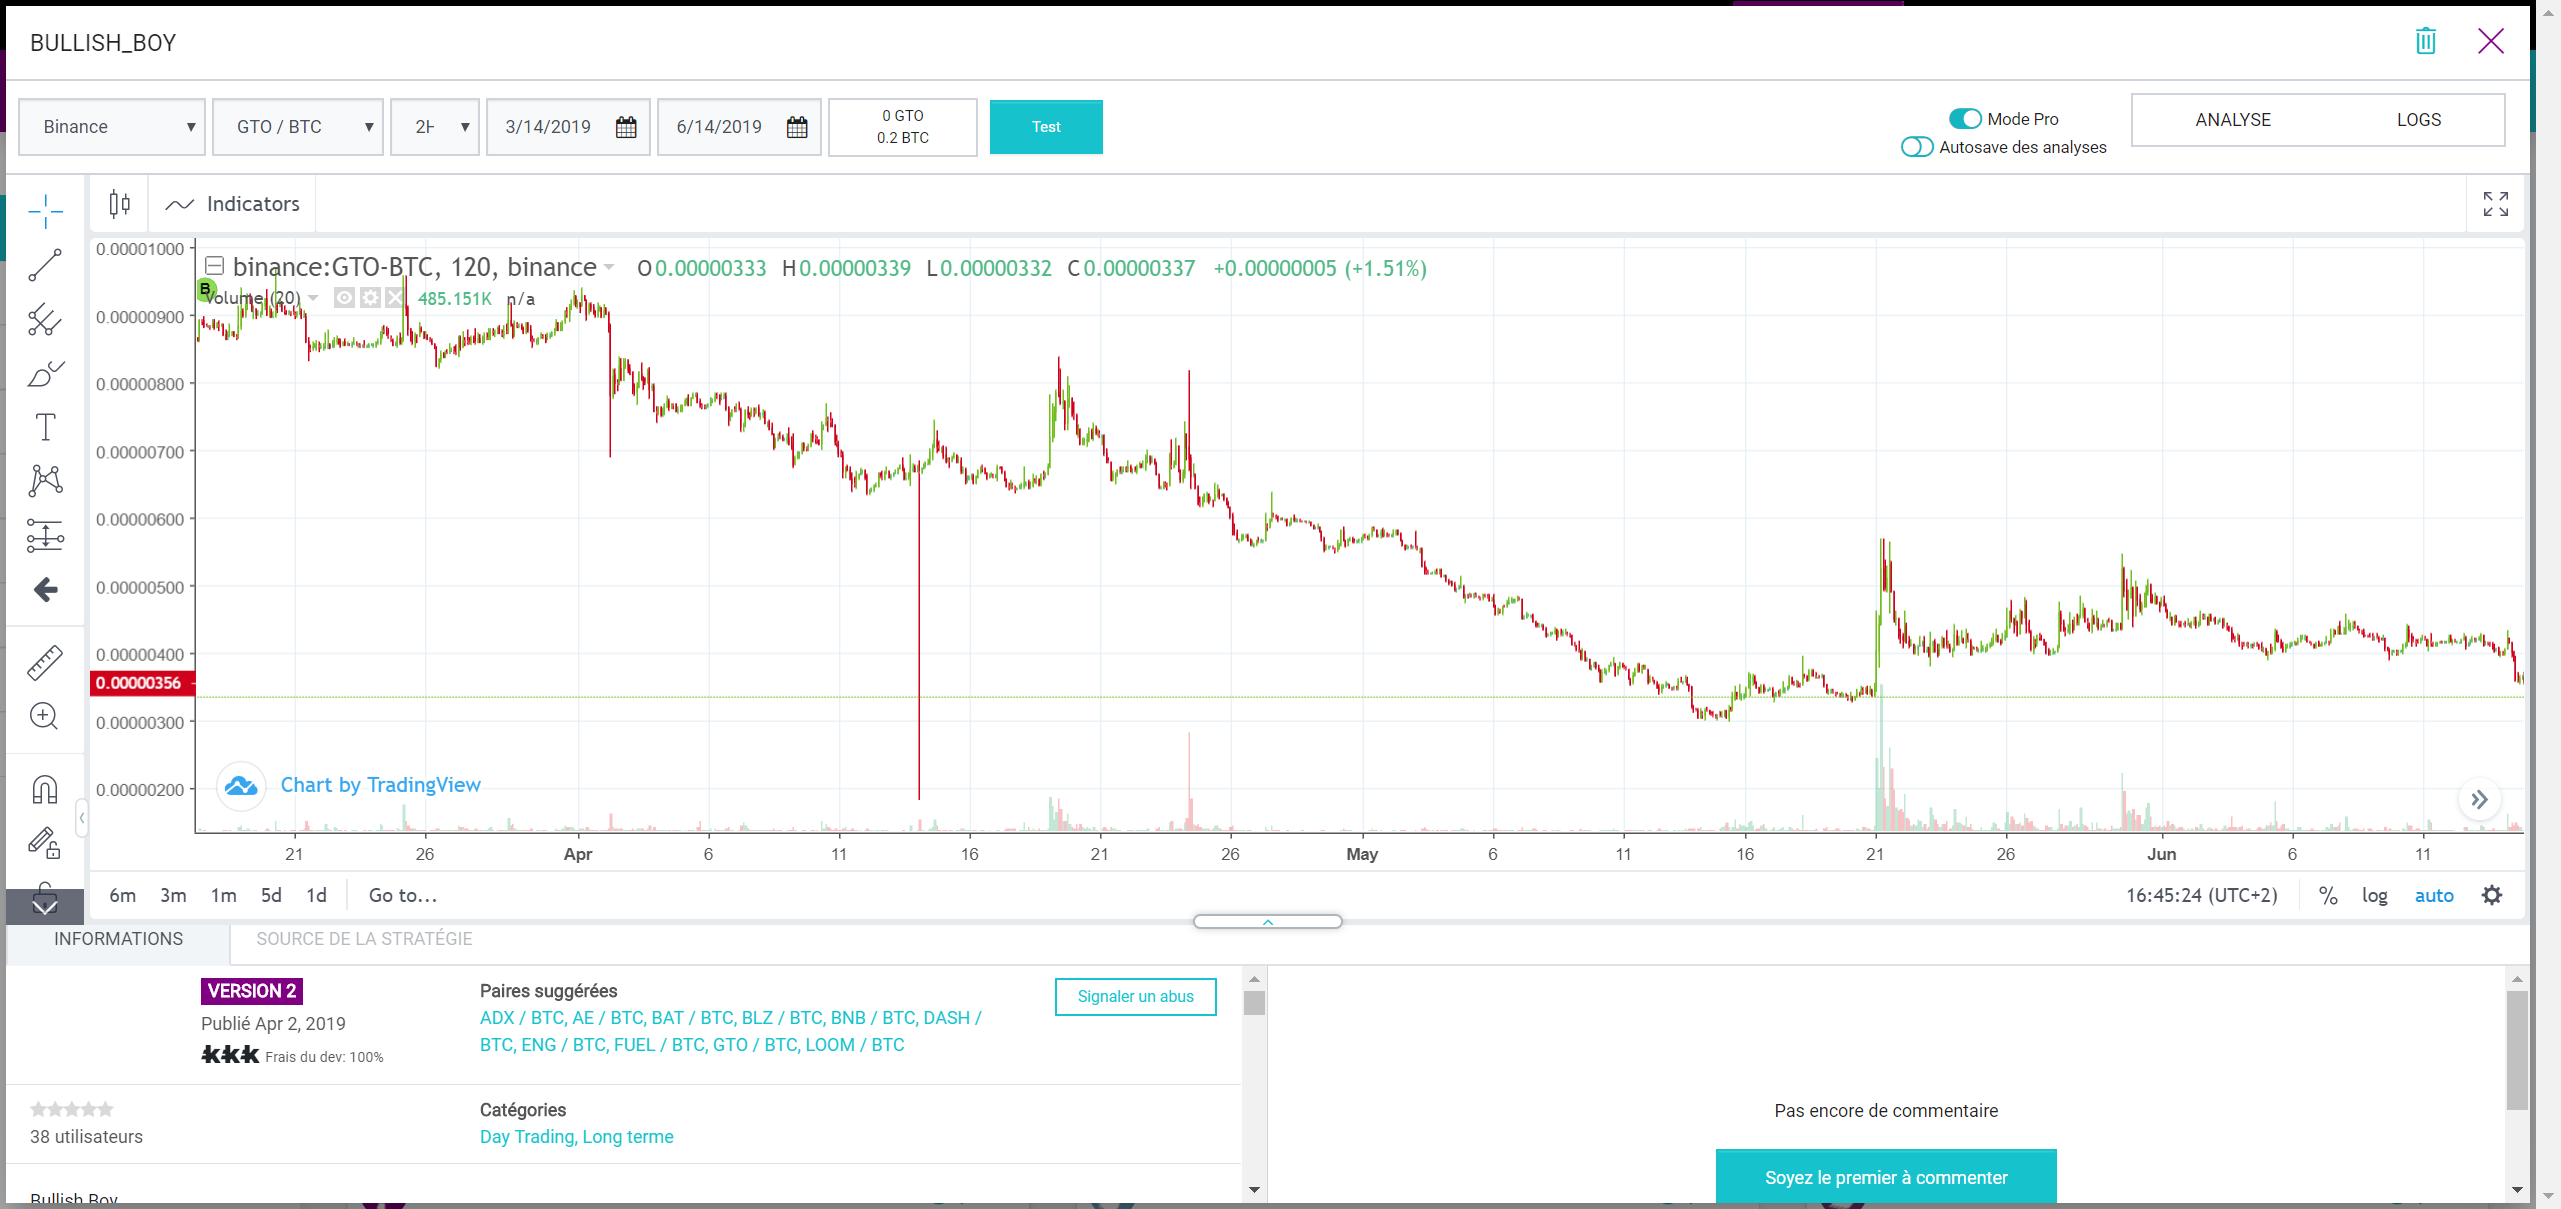 BULLISH_BOY
Binance
GTO / BTC
3/14/2019
6/14/2019
0 GTO
0.2 BTC
Test
Mode Pro
Autosave des analyses
ANALYSE
LOGS
Indicators
binance:GTO-BTC, 120, binance O0.00000333 H0.00000339 L0.00000332 C0.00000337 +0.00000005 (+1.51%)
B
Volume (20) 485.151K n/a
0.00001000
0.00000900
0.00000800
0.00000700
0.00000600
0.00000500
0.00000400
0.00000356
0.00000300
0.00000200
Chart by TradingView
21 26 Apr 6 11 16 21 26 May 6 11 16 21 26 Jun 6 11
6m 3m 1m 5d 1d Go to...
16:45:24 (UTC+2) % log auto
INFORMATIONS
SOURCE DE LA STRATÉGIE
VERSION 2
Publié Apr 2, 2019
Frais du dev: 100%
Paires suggérées
ADX / BTC, AE / BTC, BAT / BTC, BLZ / BTC, BNB / BTC, DASH /
BTC, ENG / BTC, FUEL / BTC, GTO / BTC, LOOM / BTC
Signaler un abus
38 utilisateurs
Catégories
Day Trading, Long terme
Bullish Boy
Pas encore de commentaire
Soyez le premier à commenter